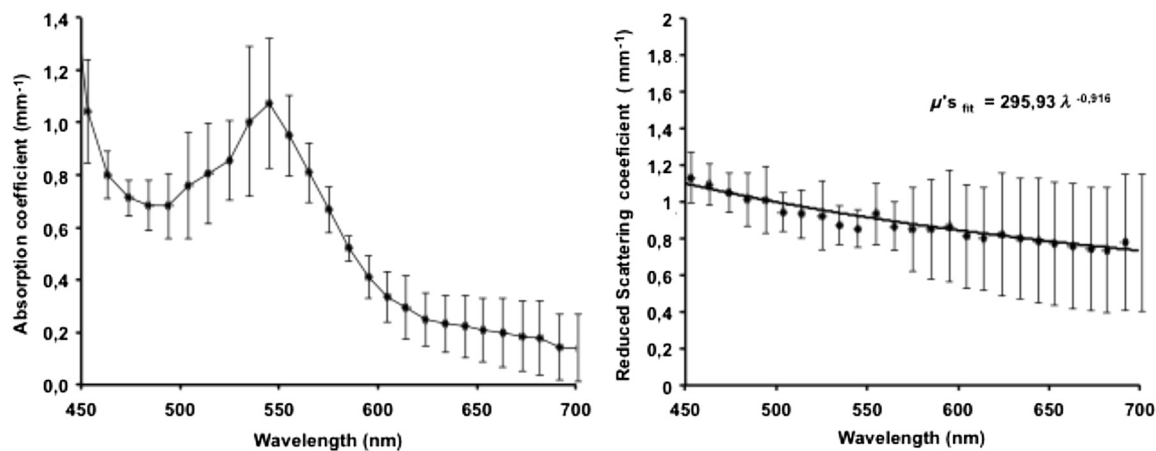 1,4
1,2
1,0
0,8
0,6
0,4
0,2
0,0
Absorption coefficient (mm-1)
450 500 550 600 650 700
Wavelength (nm)
2
1,8
1,6
1,4
1,2
1
0,8
0,6
0,4
0,2
0
Reduced Scattering coeeficient ( mm-1)
μ's fit = 295,93 λ -0,916
450 500 550 600 650 700
Wavelength (nm)